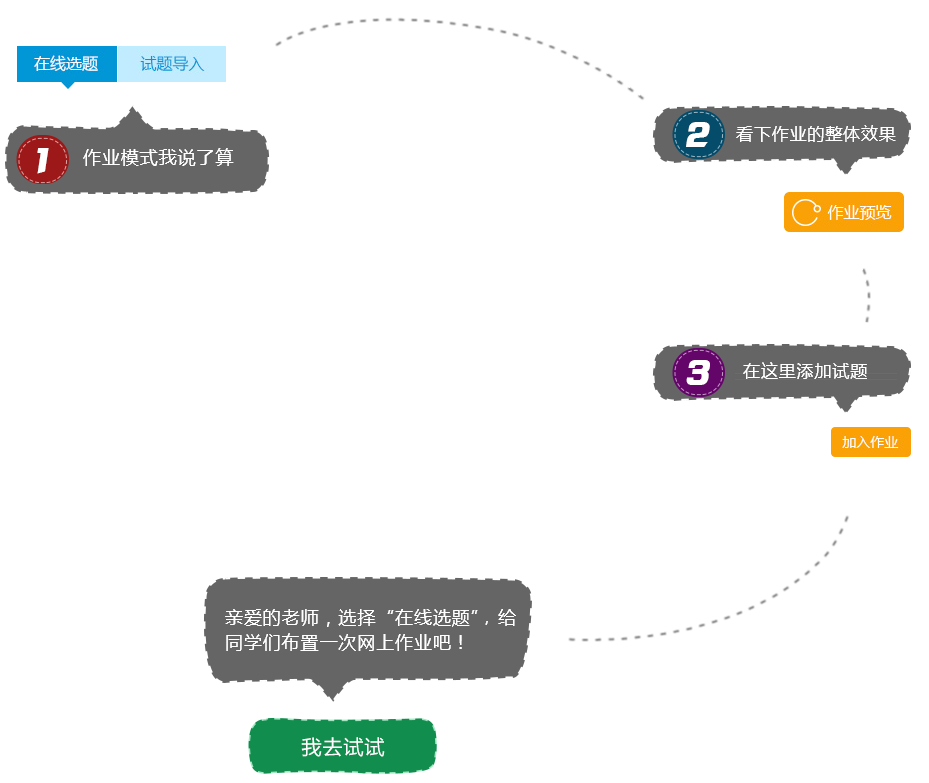 在线选题 试题导入
1 作业模式我说了算
2 看下作业的整体效果
作业预览
3 在这里添加试题
加入作业
亲爱的老师，选择“在线选题”，给
同学们布置一次网上作业吧！
我去试试